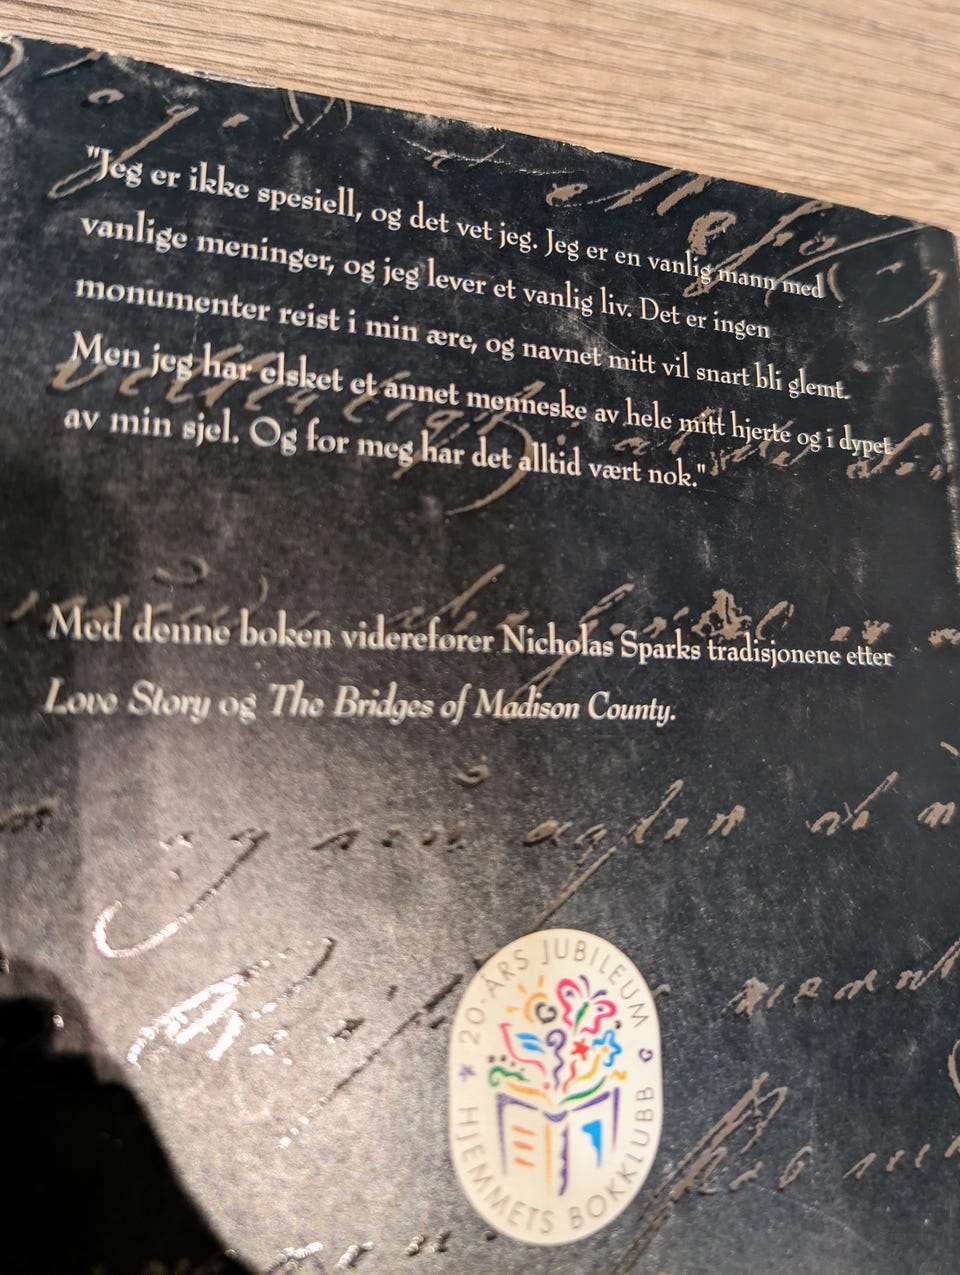 "Jeg er ikke spesiell, og det vet jeg. Jeg er en vanlig mann med
vanlige meninger, og jeg lever et vanlig liv. Det er ingen
monumenter reist i min ære, og navnet mitt vil snart bli glemt.
Men jeg har elsket et annet menneske av hele mitt hjerte og i dypet
av min sjel. Og for meg har det alltid vært nok."
Med denne boken viderefører Nicholas Sparks tradisjonene etter
Love Story og The Bridges of Madison County.
20-ÅRS JUBILEUM
HJEMMETS BOKKLUBB